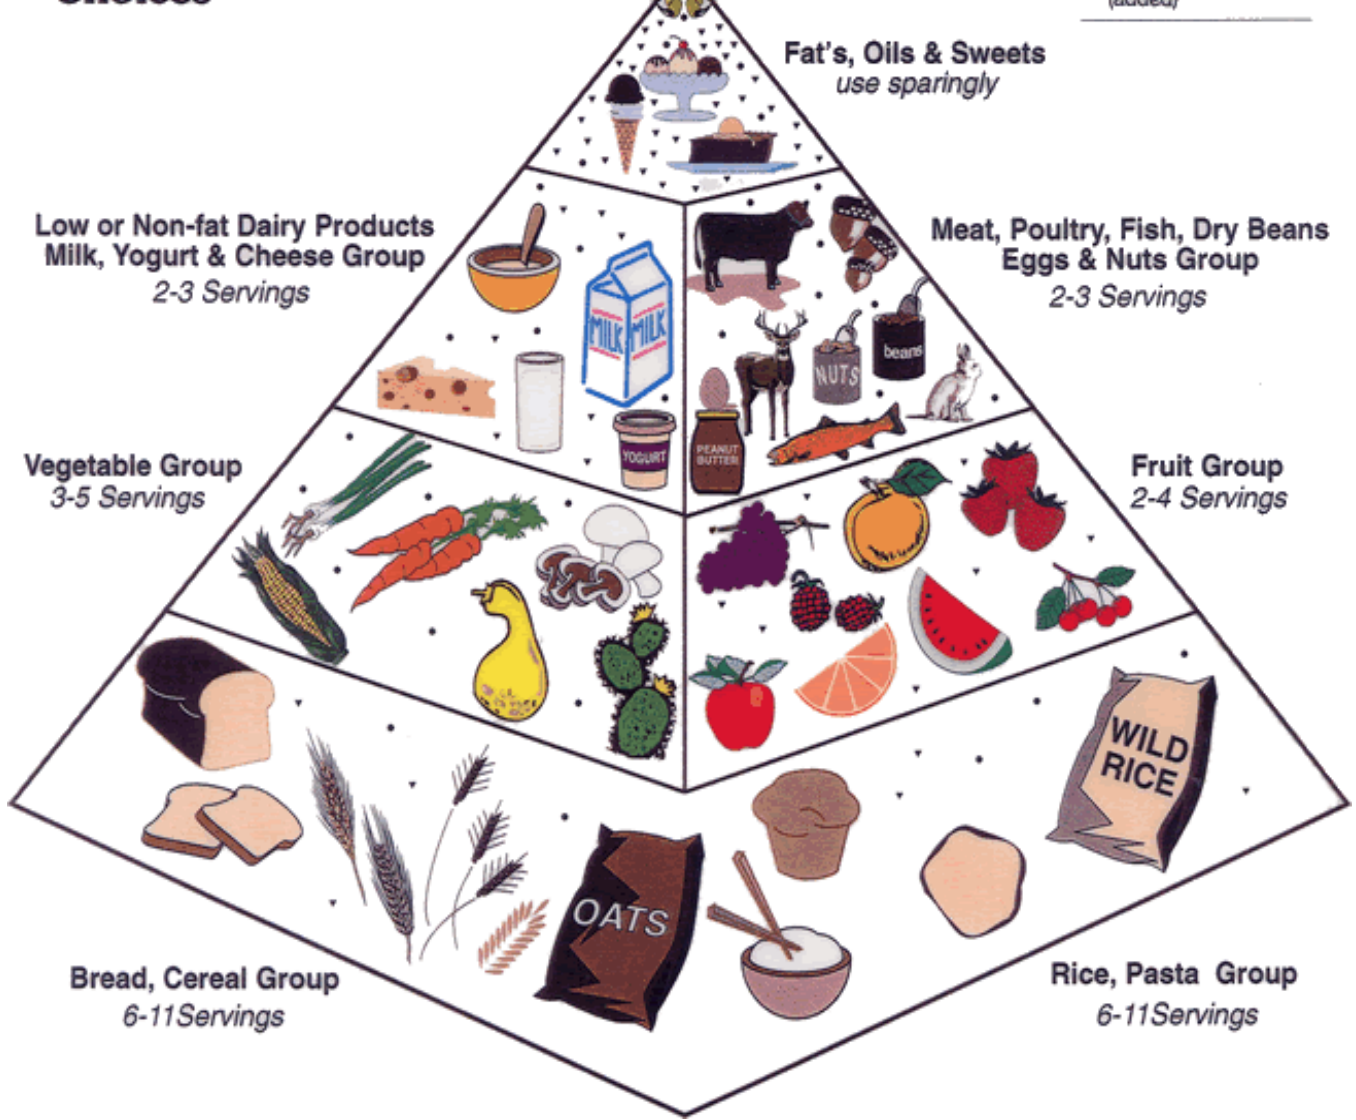 Choices
(added)
Fat's, Oils & Sweets
use sparingly
Low or Non-fat Dairy Products
Milk, Yogurt & Cheese Group
2-3 Servings
Meat, Poultry, Fish, Dry Beans
Eggs & Nuts Group
2-3 Servings
MILK MILK
beans
NUTS
YOGURT
PEANUT
BUTTER
Vegetable Group
3-5 Servings
Fruit Group
2-4 Servings
WILD
RICE
OATS
Bread, Cereal Group
6-11Servings
Rice, Pasta Group
6-11Servings